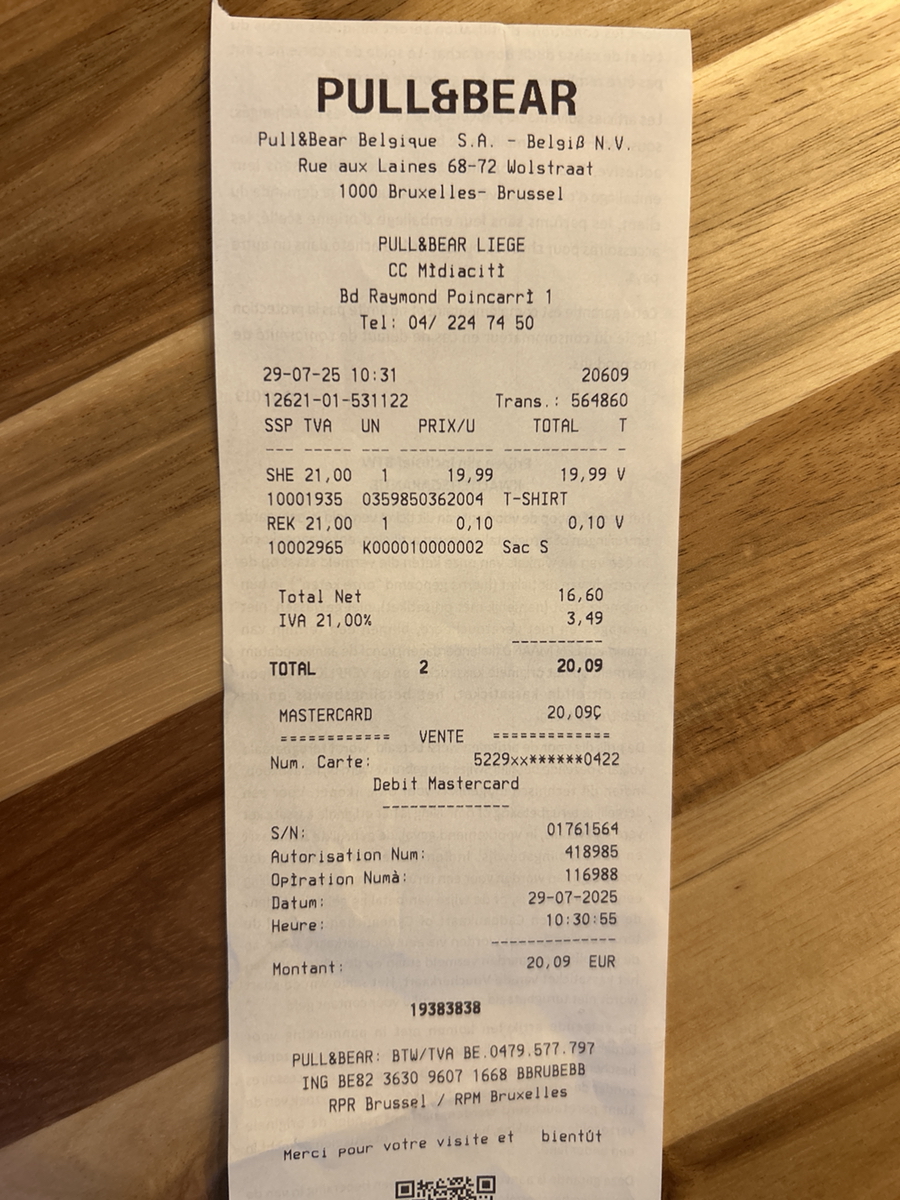 PULL&BEAR
Pull&Bear Belgique S.A. - Belgiß N.V.
Rue aux Laines 68-72 Wolstraat
1000 Bruxelles- Brussel
PULL&BEAR LIEGE
CC MÌdiacitÌ
Bd Raymond PoincarrÌ 1
Tel: 04/ 224 74 50
29-07-25 10:31 20609
12621-01-531122 Trans.: 564860
SSP TVA UN PRIX/U TOTAL T
--- ----- --- ---------- ----------- -
SHE 21,00 1 19,99 19,99 V
10001935 0359850362004 T-SHIRT
REK 21,00 1 0,10 0,10 V
10002965 K000010000002 Sac S
Total Net 16,60
IVA 21,00% 3,49
----------
TOTAL 2 20,09
MASTERCARD 20,09Ç
============ VENTE =============
Num. Carte: 5229xx******0422
Debit Mastercard
--------------
S/N: 01761564
Autorisation Num: 418985
OpÌration Numà: 116988
Datum: 29-07-2025
Heure: 10:30:55
--------------
Montant: 20,09 EUR
19383838
PULL&BEAR: BTW/TVA BE.0479.577.797
ING BE82 3630 9607 1668 BBRUBEBB
RPR Brussel / RPM Bruxelles
Merci pour votre visite et bientút